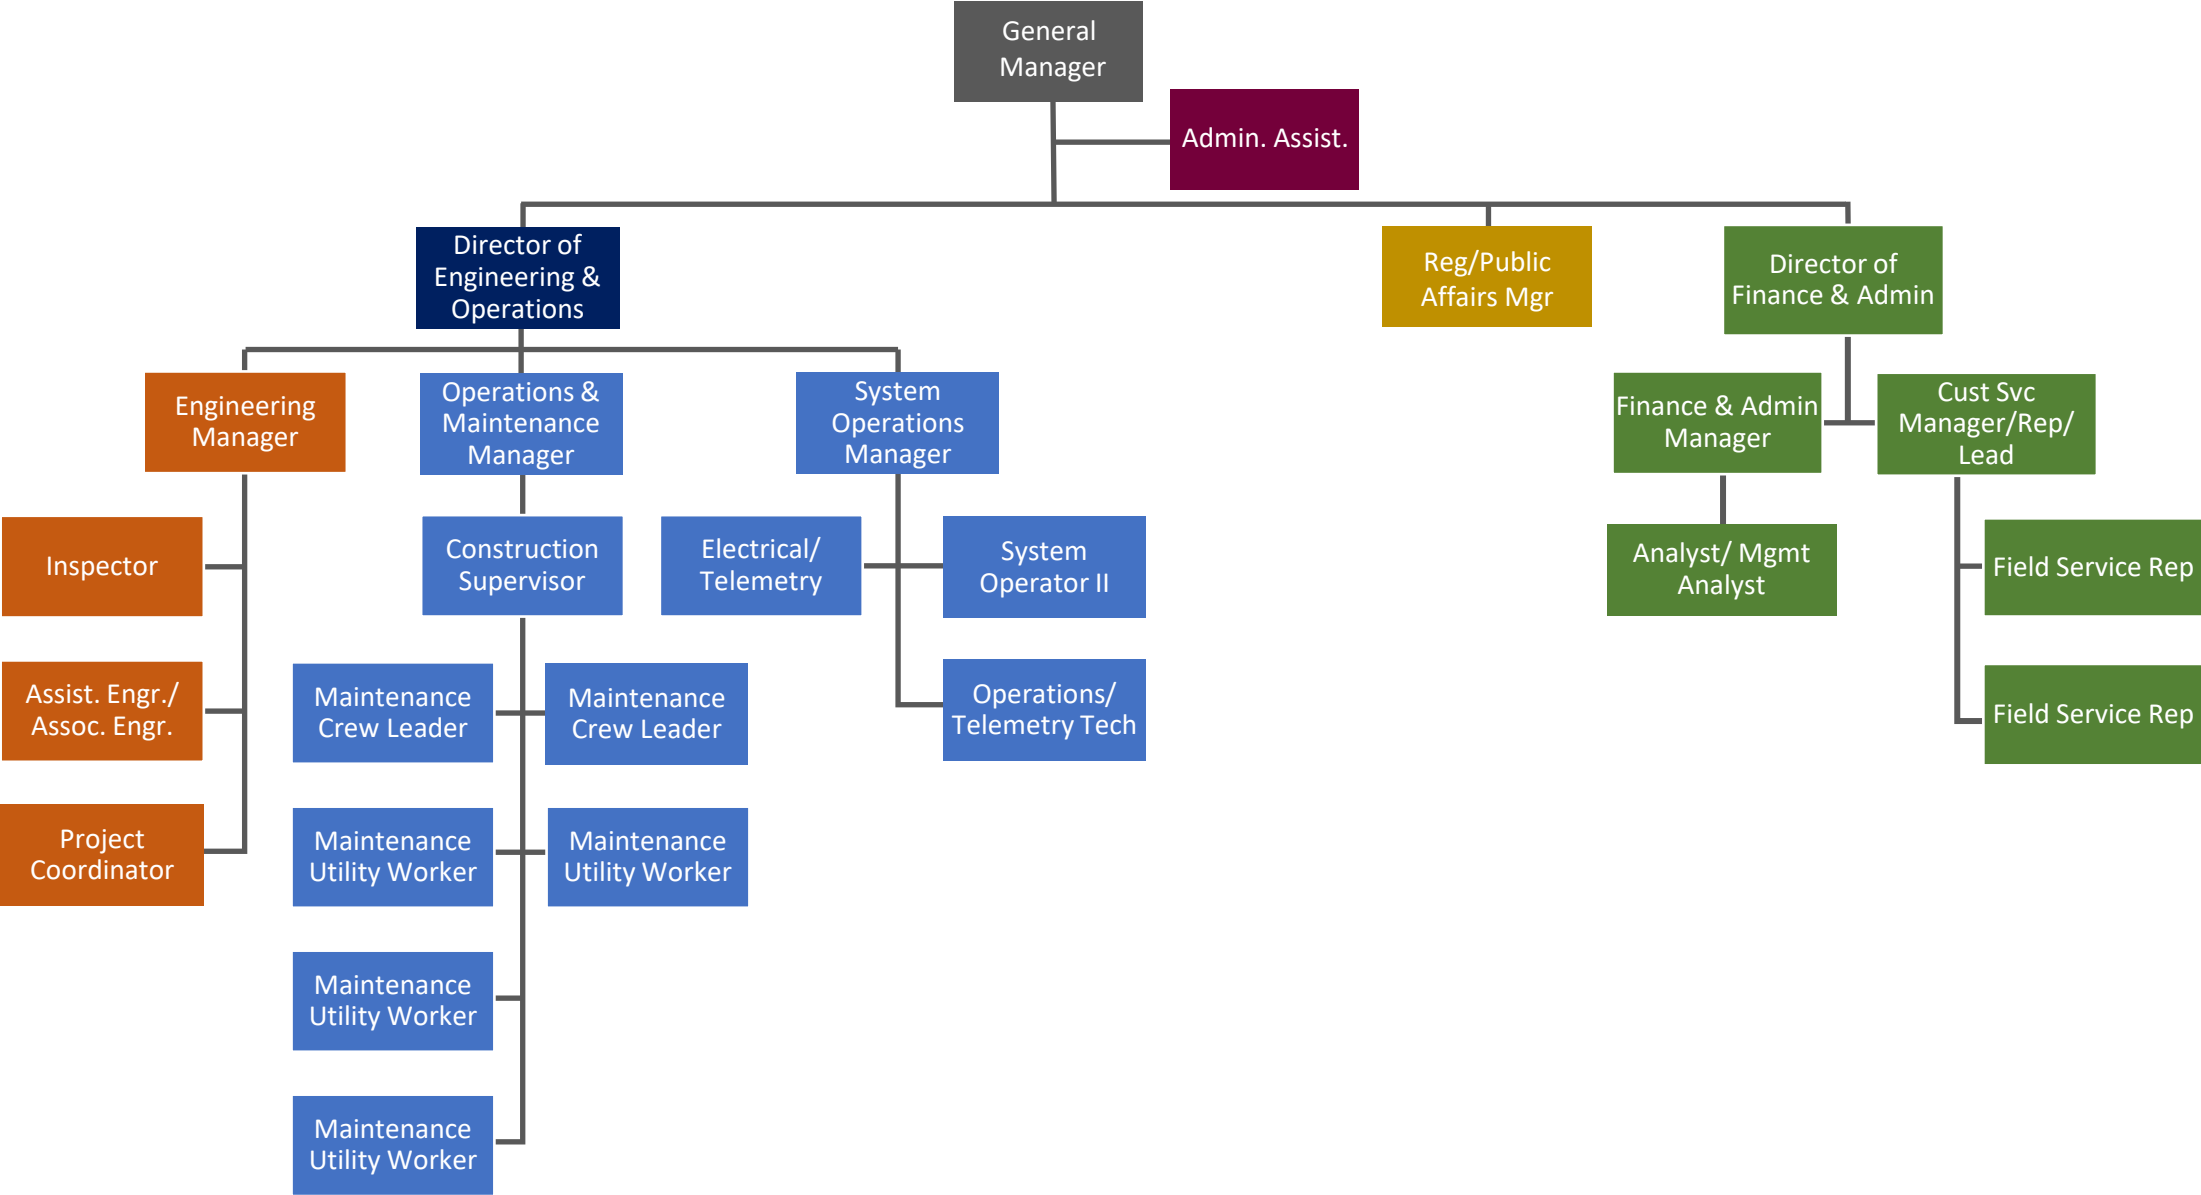 General
Manager
Admin. Assist.
Director of
Engineering &
Operations
Reg/Public
Affairs Mgr
Director of
Finance & Admin
Engineering
Manager
Operations &
Maintenance
Manager
System
Operations
Manager
Finance & Admin
Manager
Cust Svc
Manager/Rep/
Lead
Inspector
Construction
Supervisor
Electrical/
Telemetry
System
Operator II
Analyst/ Mgmt
Analyst
Field Service Rep
Assist. Engr./
Assoc. Engr.
Maintenance
Crew Leader
Maintenance
Crew Leader
Operations/
Telemetry Tech
Field Service Rep
Project
Coordinator
Maintenance
Utility Worker
Maintenance
Utility Worker
Maintenance
Utility Worker
Maintenance
Utility Worker